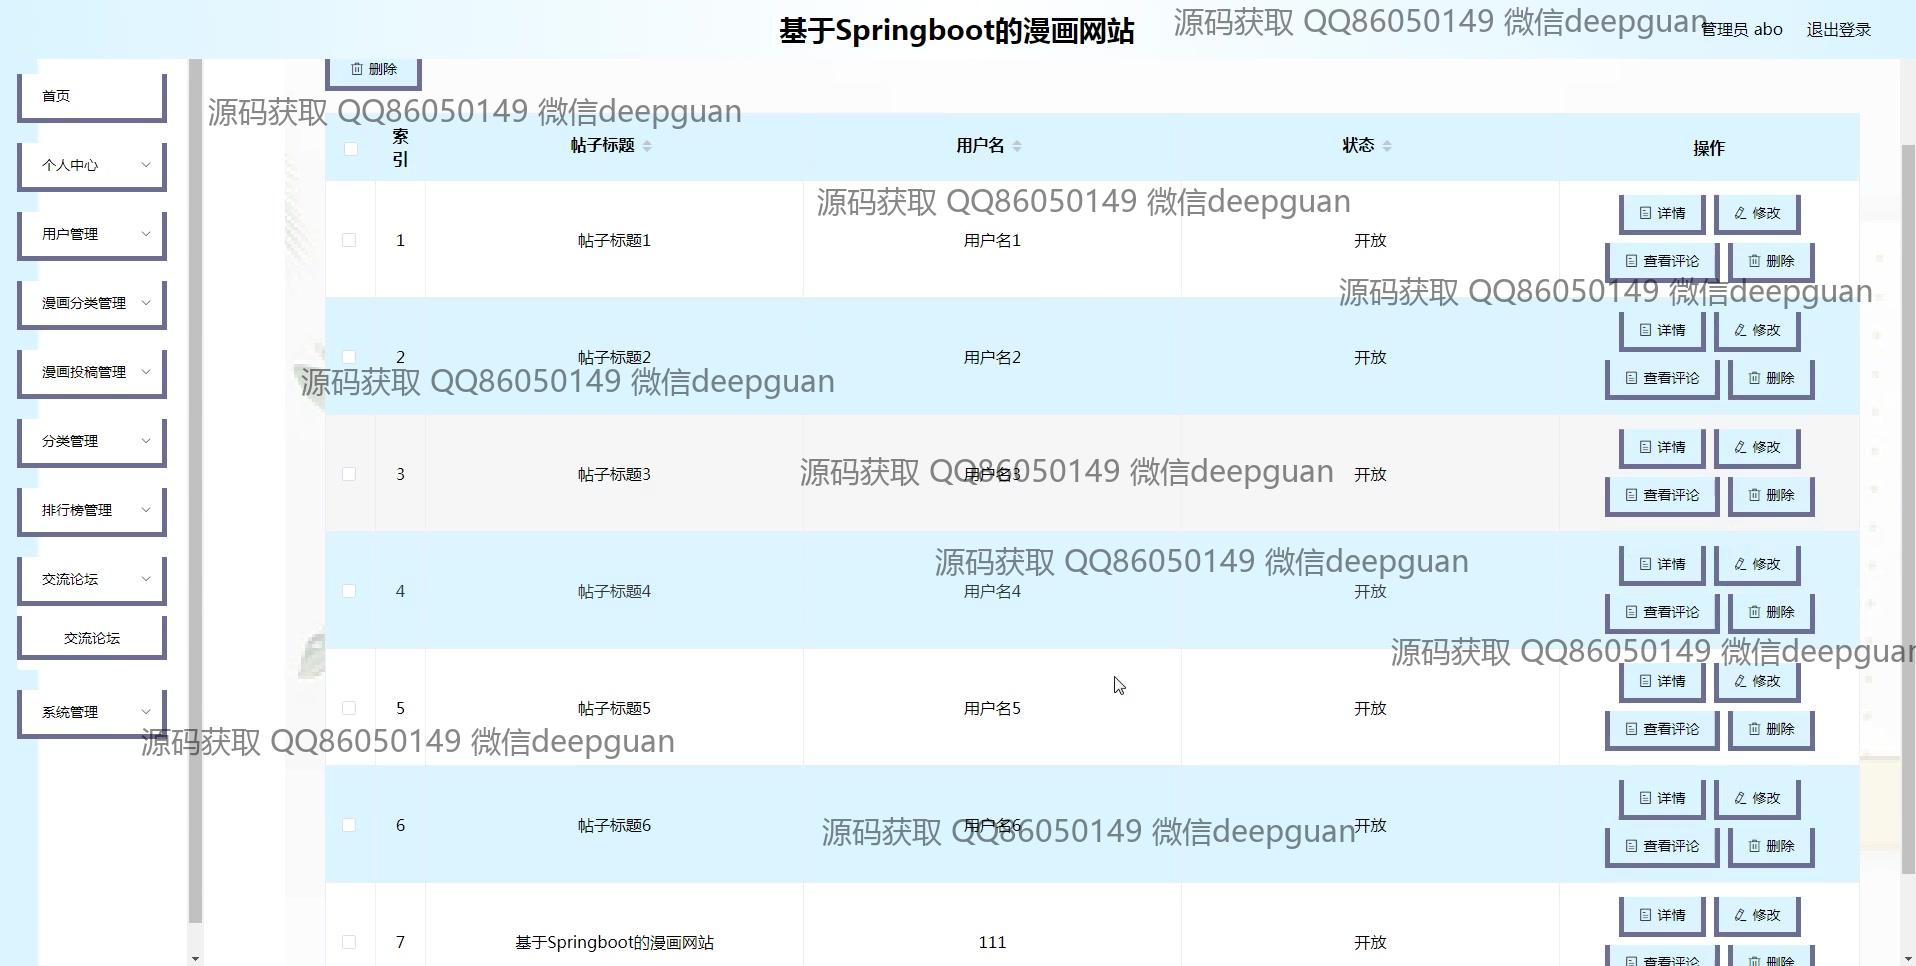 基于Springboot的漫画网站
源码获取 QQ86050149 微信deepguan
管理员 abo
退出登录
首页
个人中心
用户管理
漫画分类管理
漫画投稿管理
分类管理
排行榜管理
交流论坛
交流论坛
系统管理
删除
源码获取 QQ86050149 微信deepguan
索引 帖子标题 用户名 状态 操作
源码获取 QQ86050149 微信deepguan
1 帖子标题1 用户名1 开放 详情 修改
查看评论 删除
源码获取 QQ86050149 微信deepguan
2 帖子标题2 用户名2 开放 详情 修改
查看评论 删除
源码获取 QQ86050149 微信deepguan
3 帖子标题3 用户名3 开放 详情 修改
查看评论 删除
源码获取 QQ86050149 微信deepguan
源码获取 QQ86050149 微信deepguan
4 帖子标题4 用户名4 开放 详情 修改
查看评论 删除
源码获取 QQ86050149 微信deepguan
5 帖子标题5 用户名5 开放 详情 修改
查看评论 删除
源码获取 QQ86050149 微信deepguan
6 帖子标题6 用户名6 开放 详情 修改
查看评论 删除
源码获取 QQ86050149 微信deepguan
7 基于Springboot的漫画网站 111 开放 详情 修改
查看评论 删除